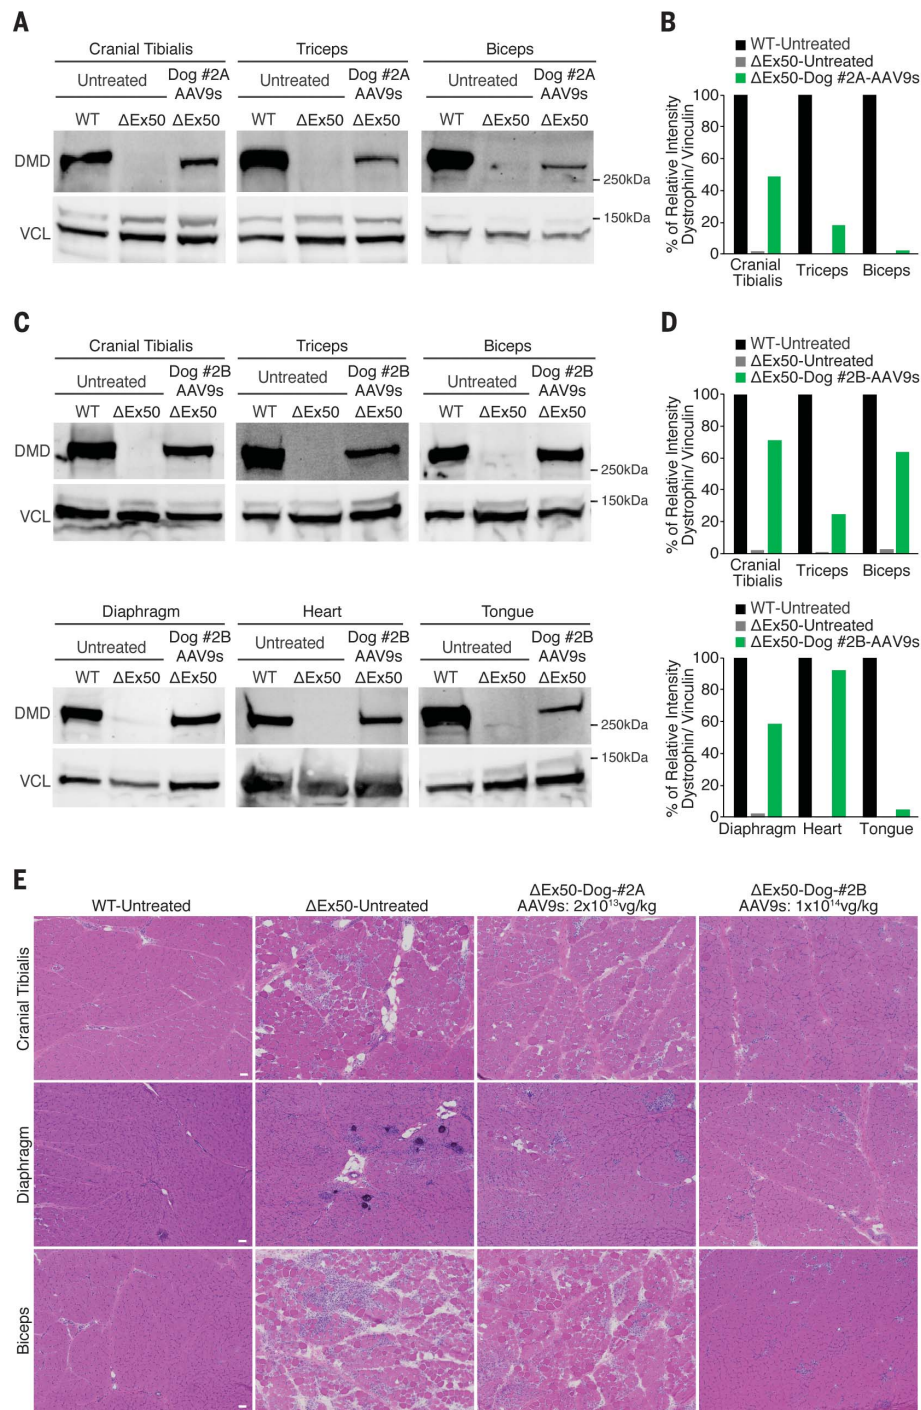 A
Cranial Tibialis Triceps Biceps
Untreated Dog #2A AAV9s Untreated Dog #2A AAV9s Untreated Dog #2A AAV9s
WT ΔEx50 ΔEx50 WT ΔEx50 ΔEx50 WT ΔEx50 ΔEx50
DMD
250kDa
150kDa
VCL
B
WT-Untreated
ΔEx50-Untreated
ΔEx50-Dog #2A-AAV9s
% of Relative Intensity
Dystrophin/ Vinculin
100
80
60
40
20
0
Cranial Tibialis Triceps Biceps
C
Cranial Tibialis Triceps Biceps
Untreated Dog #2B AAV9s Untreated Dog #2B AAV9s Untreated Dog #2B AAV9s
WT ΔEx50 ΔEx50 WT ΔEx50 ΔEx50 WT ΔEx50 ΔEx50
DMD
250kDa
150kDa
VCL
Diaphragm Heart Tongue
Untreated Dog #2B AAV9s Untreated Dog #2B AAV9s Untreated Dog #2B AAV9s
WT ΔEx50 ΔEx50 WT ΔEx50 ΔEx50 WT ΔEx50 ΔEx50
DMD
250kDa
150kDa
VCL
D
WT-Untreated
ΔEx50-Untreated
ΔEx50-Dog #2B-AAV9s
% of Relative Intensity
Dystrophin/ Vinculin
100
80
60
40
20
0
Cranial Tibialis Triceps Biceps
WT-Untreated
ΔEx50-Untreated
ΔEx50-Dog #2B-AAV9s
% of Relative Intensity
Dystrophin/ Vinculin
100
80
60
40
20
0
Diaphragm Heart Tongue
E
WT-Untreated
ΔEx50-Untreated
ΔEx50-Dog-#2A
AAV9s: 2x10¹³vg/kg
ΔEx50-Dog-#2B
AAV9s: 1x10¹⁴vg/kg
Cranial Tibialis
Diaphragm
Biceps